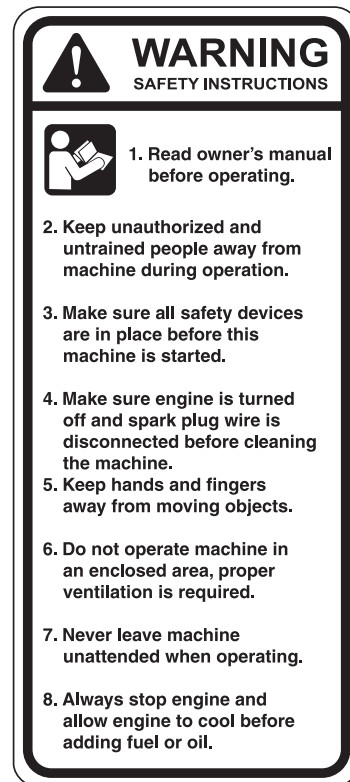 WARNING
SAFETY INSTRUCTIONS
1. Read owner's manual
before operating.
2. Keep unauthorized and
untrained people away from
machine during operation.
3. Make sure all safety devices
are in place before this
machine is started.
4. Make sure engine is turned
off and spark plug wire is
disconnected before cleaning
the machine.
5. Keep hands and fingers
away from moving objects.
6. Do not operate machine in
an enclosed area, proper
ventilation is required.
7. Never leave machine
unattended when operating.
8. Always stop engine and
allow engine to cool before
adding fuel or oil.